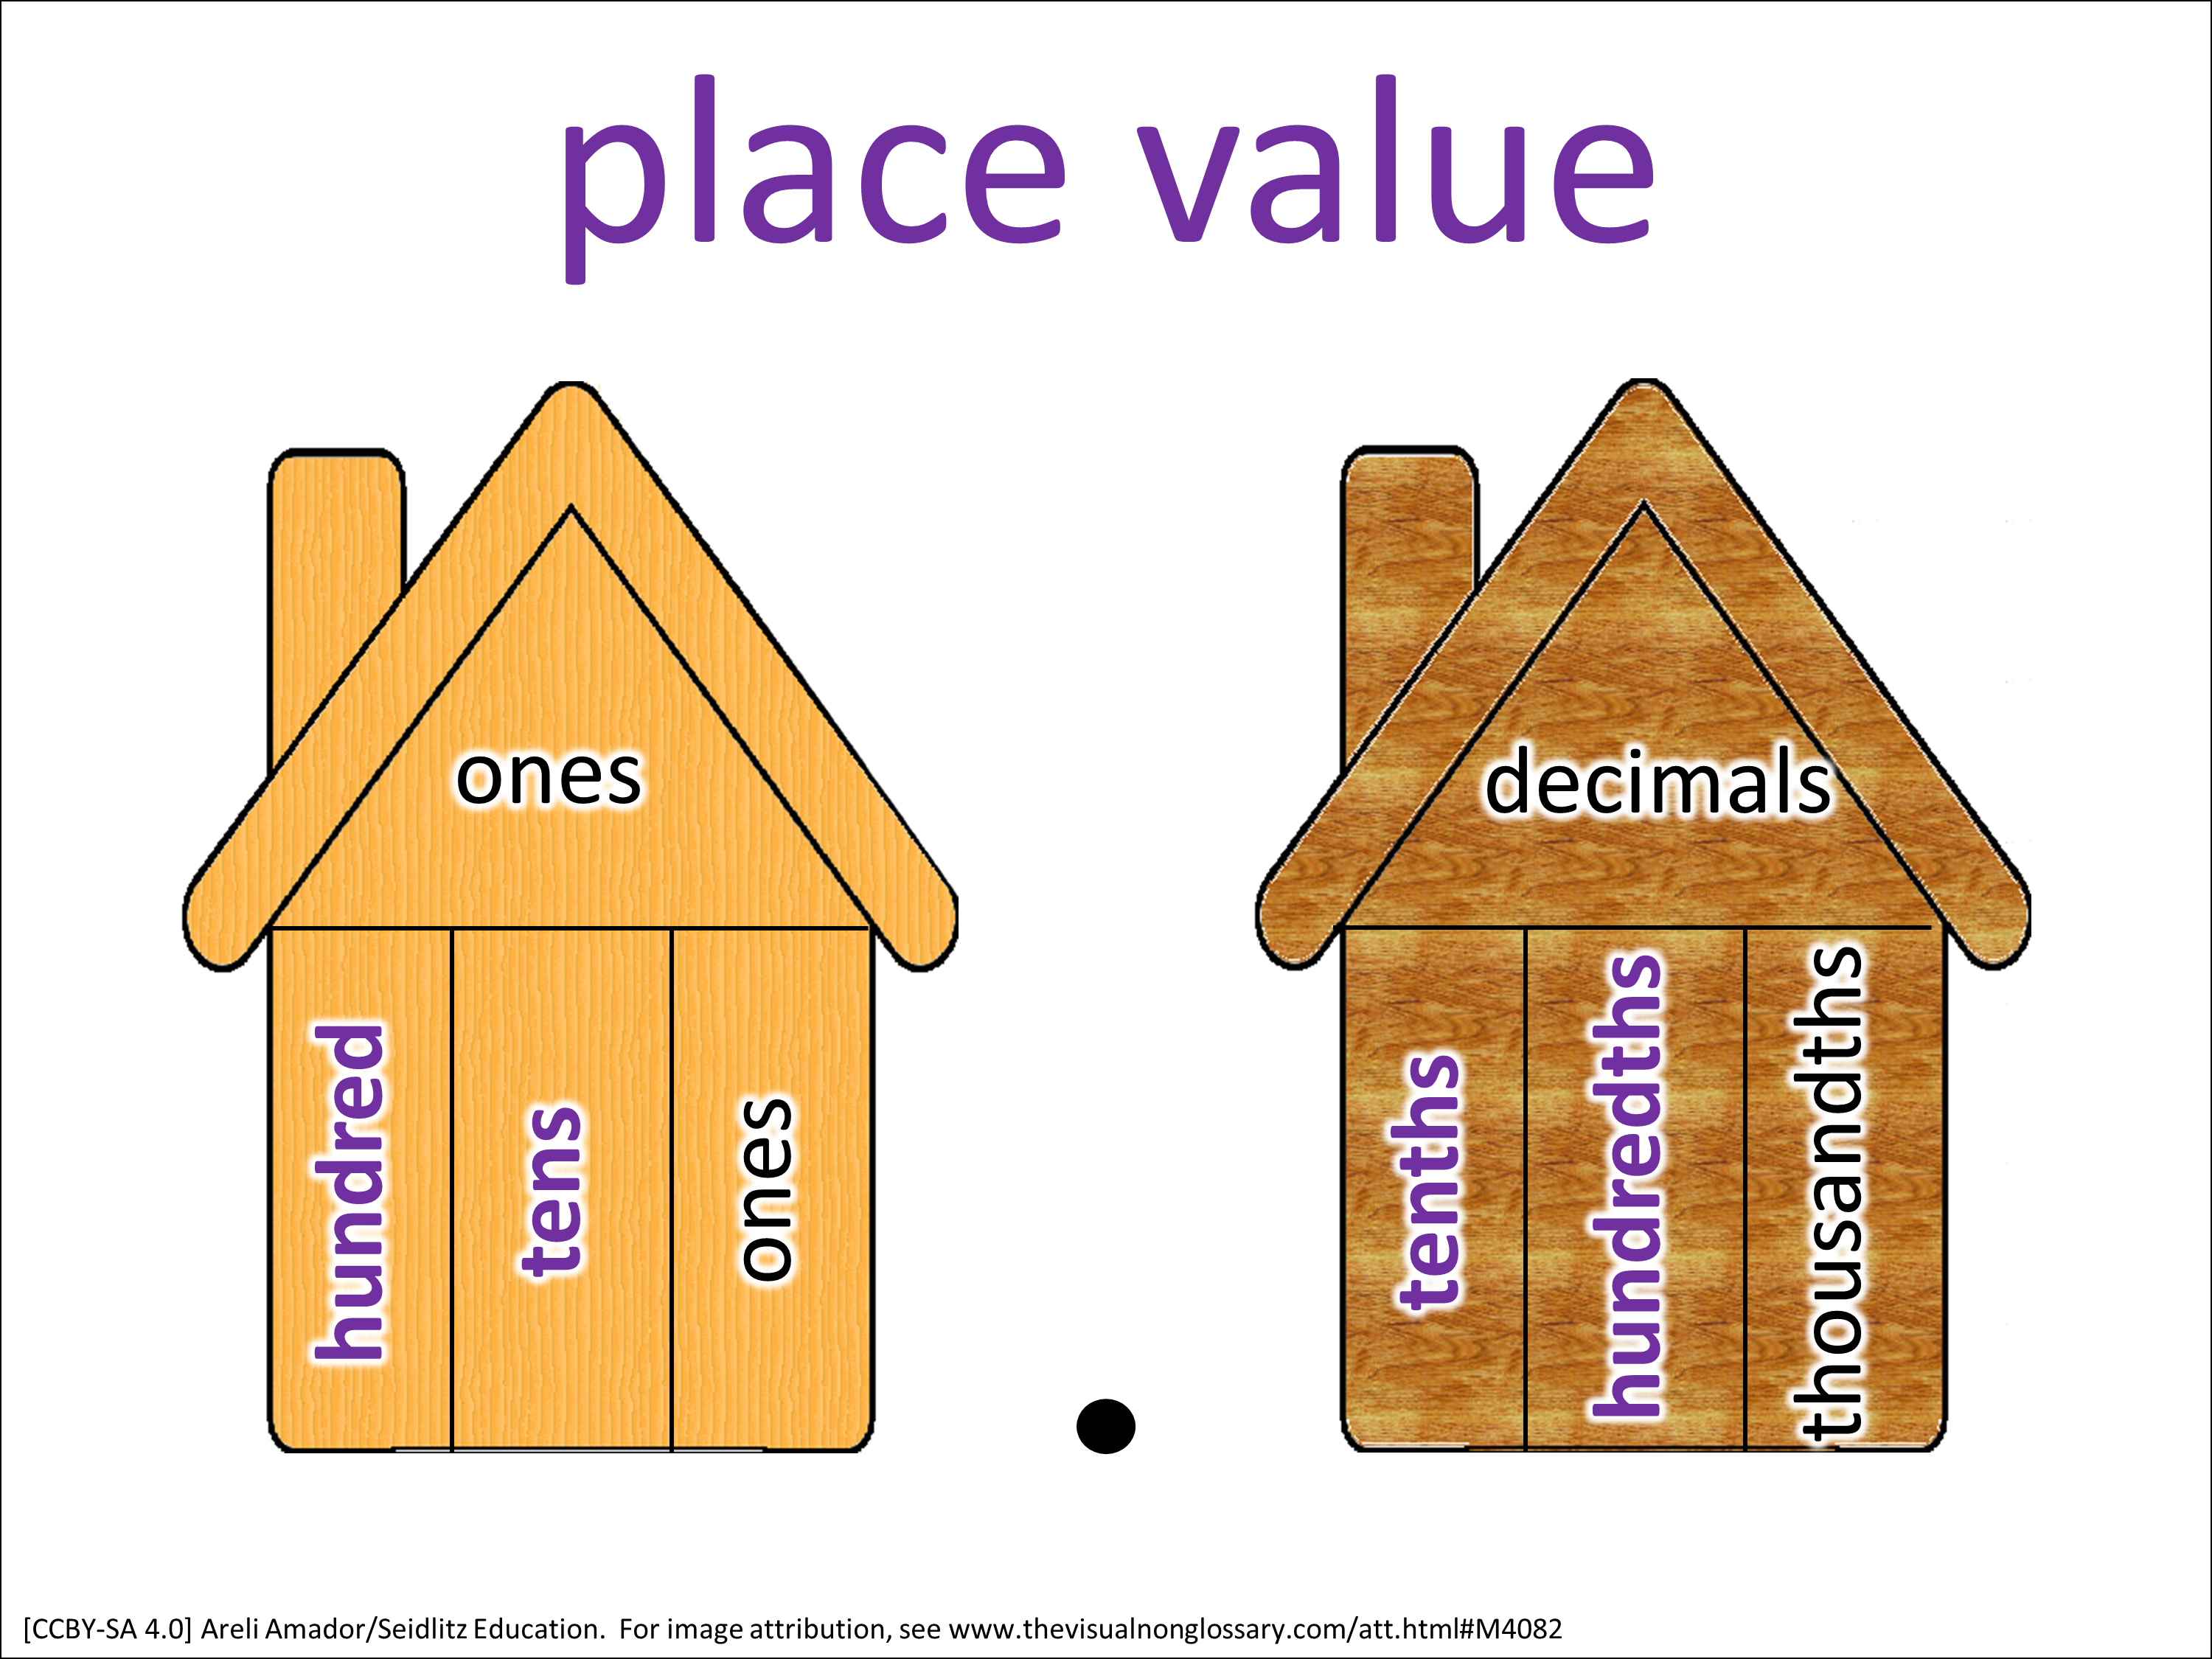 place value
ones
decimals
hundred
tens
ones
tenths
hundredths
thousandths
[CCBY-SA 4.0] Areli Amador/Seidlitz Education.  For image attribution, see www.thevisualnonglossary.com/att.html#M4082